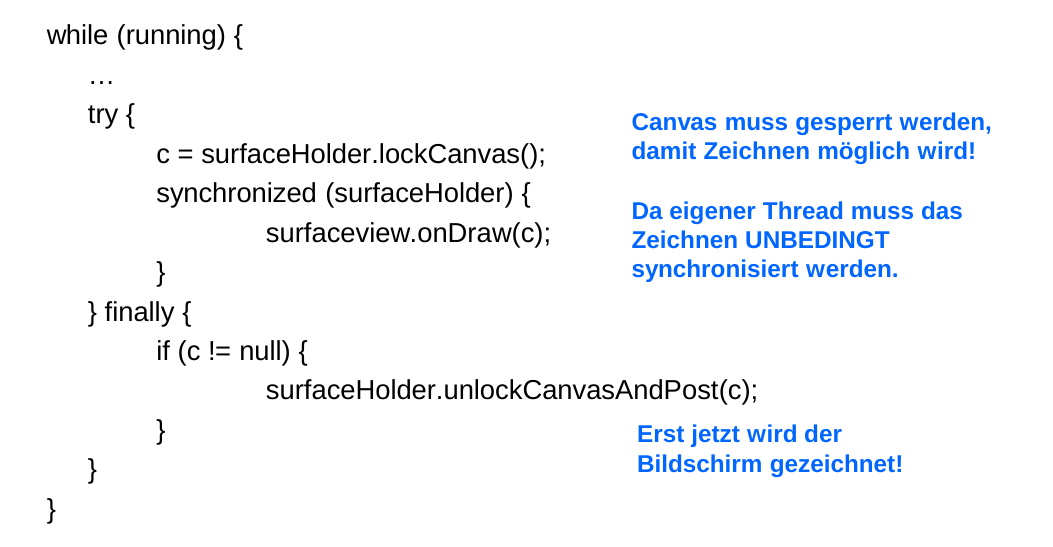 while (running) {
…
try {
c = surfaceHolder.lockCanvas();
synchronized (surfaceHolder) {
surfaceview.onDraw(c);
}
} finally {
if (c != null) {
surfaceHolder.unlockCanvasAndPost(c);
}
}
}
Canvas muss gesperrt werden,
damit Zeichnen möglich wird!
Da eigener Thread muss das
Zeichnen UNBEDINGT
synchronisiert werden.
Erst jetzt wird der
Bildschirm gezeichnet!